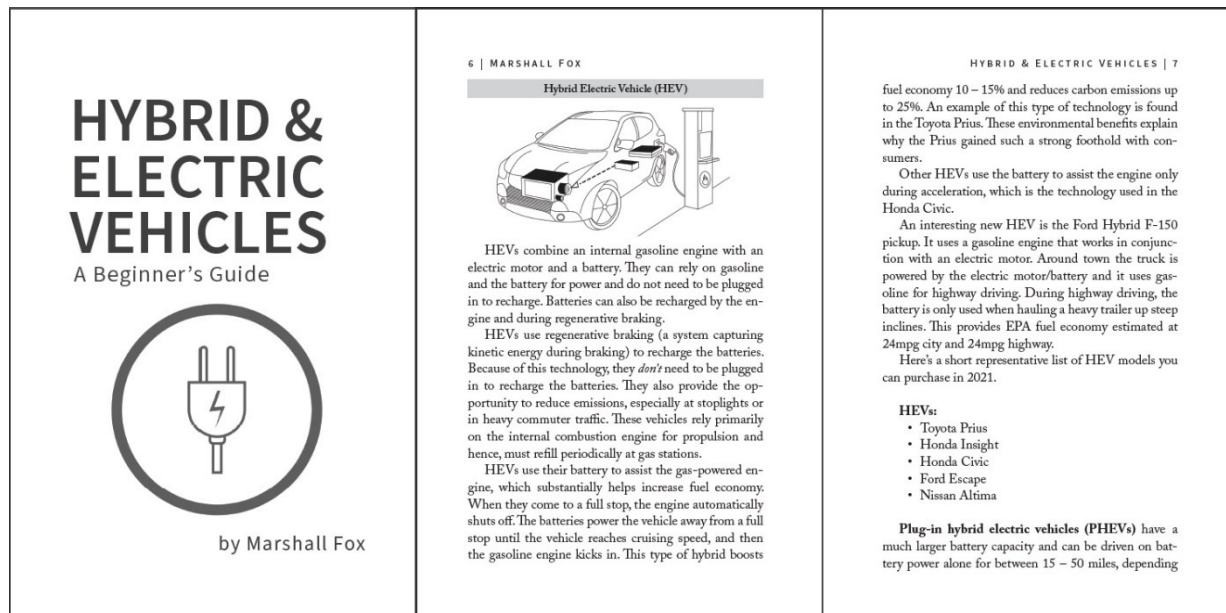 HYBRID &
ELECTRIC
VEHICLES
A Beginner's Guide
by Marshall Fox
6 | MARSHALL FOX
Hybrid Electric Vehicle (HEV)
HEVs combine an internal gasoline engine with an
electric motor and a battery. They can rely on gasoline
and the battery for power and do not need to be plugged
in to recharge. Batteries can also be recharged by the en-
gine and during regenerative braking.
HEVs use regenerative braking (a system capturing
kinetic energy during braking) to recharge the batteries.
Because of this technology, they don't need to be plugged
in to recharge the batteries. They also provide the op-
portunity to reduce emissions, especially at stoplights or
in heavy commuter traffic. These vehicles rely primarily
on the internal combustion engine for propulsion and
hence, must refill periodically at gas stations.
HEVs use their battery to assist the gas-powered en-
gine, which substantially helps increase fuel economy.
When they come to a full stop, the engine automatically
shuts off. The batteries power the vehicle away from a full
stop until the vehicle reaches cruising speed, and then
the gasoline engine kicks in. This type of hybrid boosts
HYBRID & ELECTRIC VEHICLES | 7
fuel economy 10 – 15% and reduces carbon emissions up
to 25%. An example of this type of technology is found
in the Toyota Prius. These environmental benefits explain
why the Prius gained such a strong foothold with con-
sumers.
Other HEVs use the battery to assist the engine only
during acceleration, which is the technology used in the
Honda Civic.
An interesting new HEV is the Ford Hybrid F-150
pickup. It uses a gasoline engine that works in conjunc-
tion with an electric motor. Around town the truck is
powered by the electric motor/battery and it uses gas-
oline for highway driving. During highway driving, the
battery is only used when hauling a heavy trailer up steep
inclines. This provides EPA fuel economy estimated at
24mpg city and 24mpg highway.
Here's a short representative list of HEV models you
can purchase in 2021.
HEVs:
• Toyota Prius
• Honda Insight
• Honda Civic
• Ford Escape
• Nissan Altima
Plug-in hybrid electric vehicles (PHEVs) have a
much larger battery capacity and can be driven on bat-
tery power alone for between 15 – 50 miles, depending